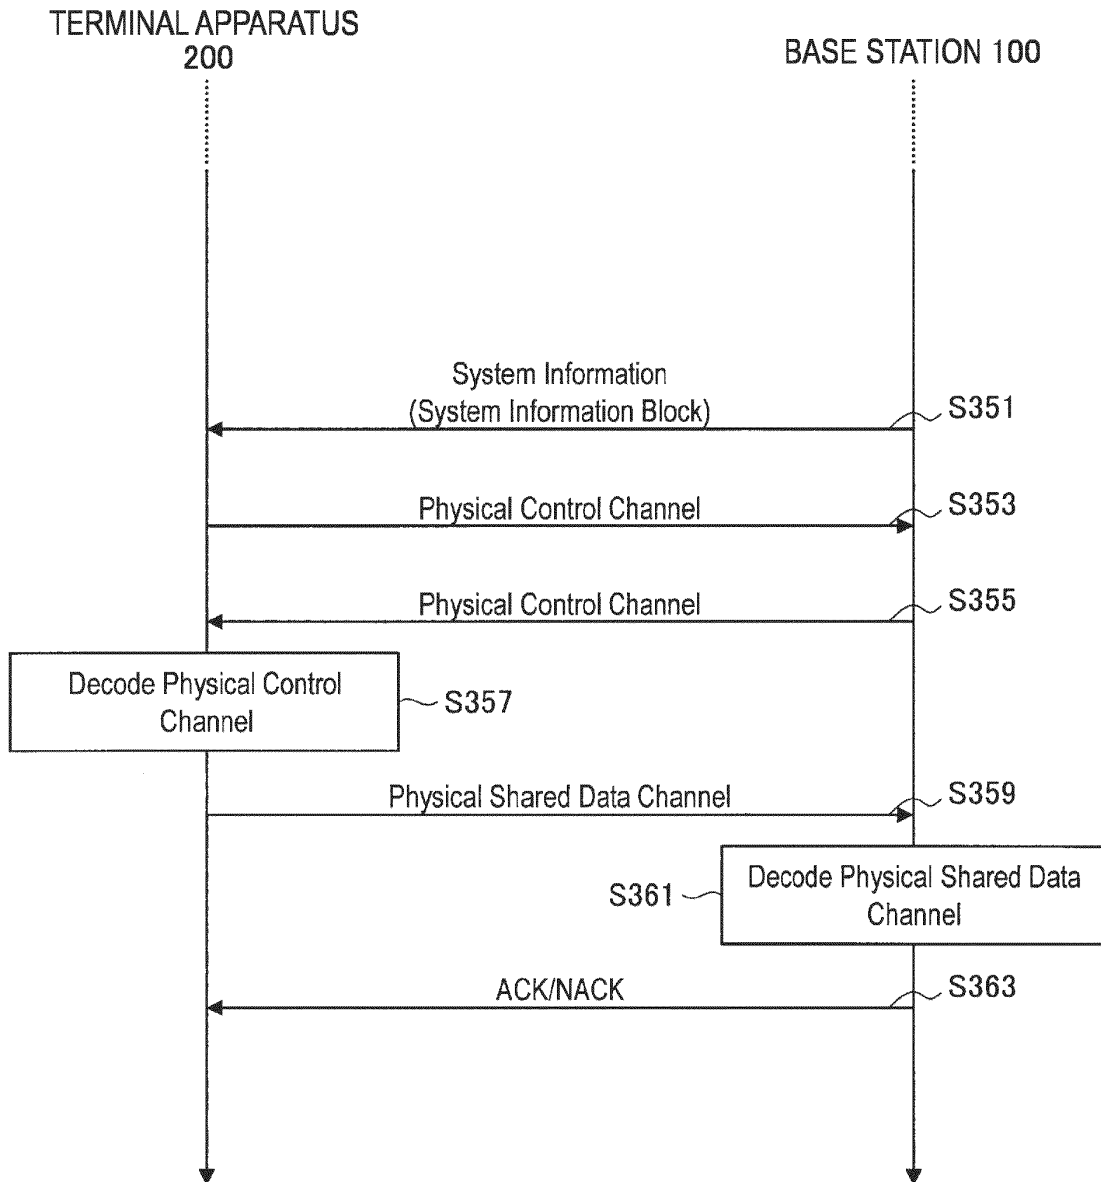 TERMINAL APPARATUS
200
BASE STATION 100
System Information
(System Information Block)
S351
Physical Control Channel
S353
Physical Control Channel
S355
Decode Physical Control
Channel
S357
Physical Shared Data Channel
S359
S361
Decode Physical Shared Data
Channel
ACK/NACK
S363